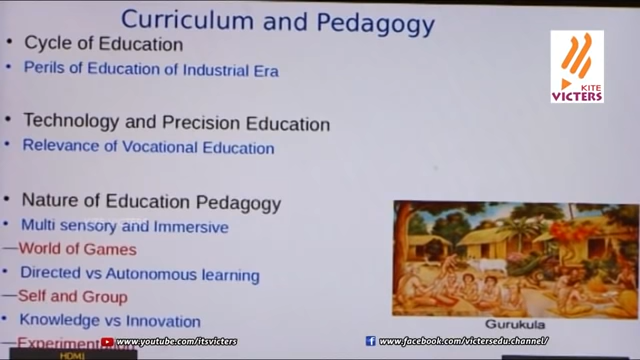 Curriculum and Pedagogy
• Cycle of Education
• Perils of Education of Industrial Era
• Technology and Precision Education
• Relevance of Vocational Education
• Nature of Education Pedagogy
• Multi sensory and Immersive
—World of Games
• Directed vs Autonomous learning
—Self and Group
• Knowledge vs Innovation
KITE
VICTERS
Gurukula
www.youtube.com/itsvicters
www.facebook.com/victersedu.channel/
HDMI